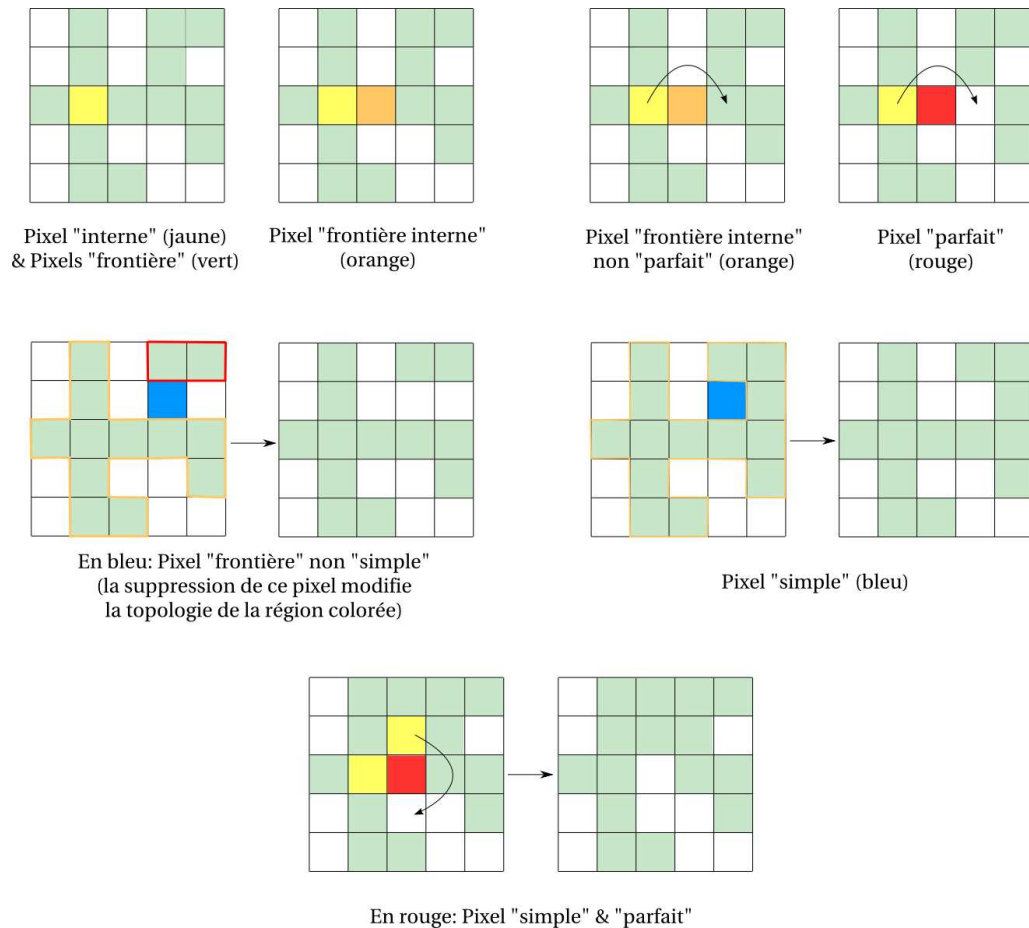 Pixel "interne" (jaune)
& Pixels "frontière" (vert)
Pixel "frontière interne"
(orange)
Pixel "frontière interne"
non "parfait" (orange)
Pixel "parfait"
(rouge)
En bleu: Pixel "frontière" non "simple"
(la suppression de ce pixel modifie
la topologie de la région colorée)
Pixel "simple" (bleu)
En rouge: Pixel "simple" & "parfait"